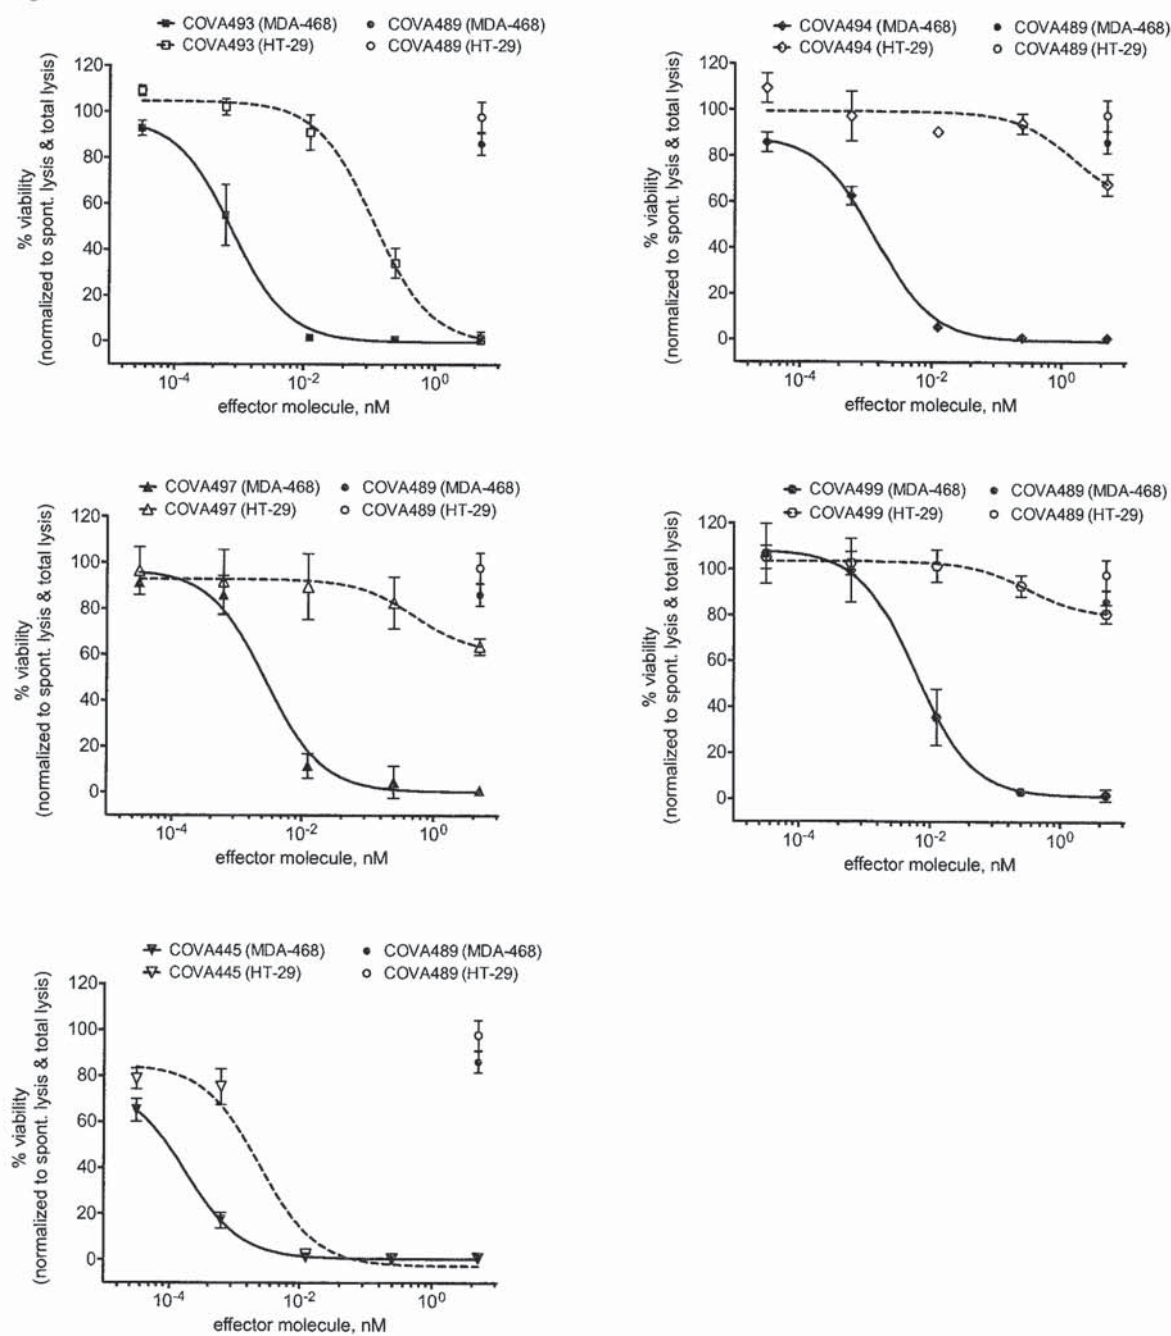 COVA493 (MDA-468) COVA489 (MDA-468)
COVA493 (HT-29) COVA489 (HT-29)
% viability
(normalized to spont. lysis & total lysis)
120
100
80
60
40
20
0
10-4 10-2 100
effector molecule, nM
COVA494 (MDA-468) COVA489 (MDA-468)
COVA494 (HT-29) COVA489 (HT-29)
% viability
(normalized to spont. lysis & total lysis)
120
100
80
60
40
20
0
10-4 10-2 100
effector molecule, nM
COVA497 (MDA-468) COVA489 (MDA-468)
COVA497 (HT-29) COVA489 (HT-29)
% viability
(normalized to spont. lysis & total lysis)
120
100
80
60
40
20
0
10-4 10-2 100
effector molecule, nM
COVA499 (MDA-468) COVA489 (MDA-468)
COVA499 (HT-29) COVA489 (HT-29)
% viability
(normalized to spont. lysis & total lysis)
120
100
80
60
40
20
0
10-4 10-2 100
effector molecule, nM
COVA445 (MDA-468) COVA489 (MDA-468)
COVA445 (HT-29) COVA489 (HT-29)
% viability
(normalized to spont. lysis & total lysis)
120
100
80
60
40
20
0
10-4 10-2 100
effector molecule, nM